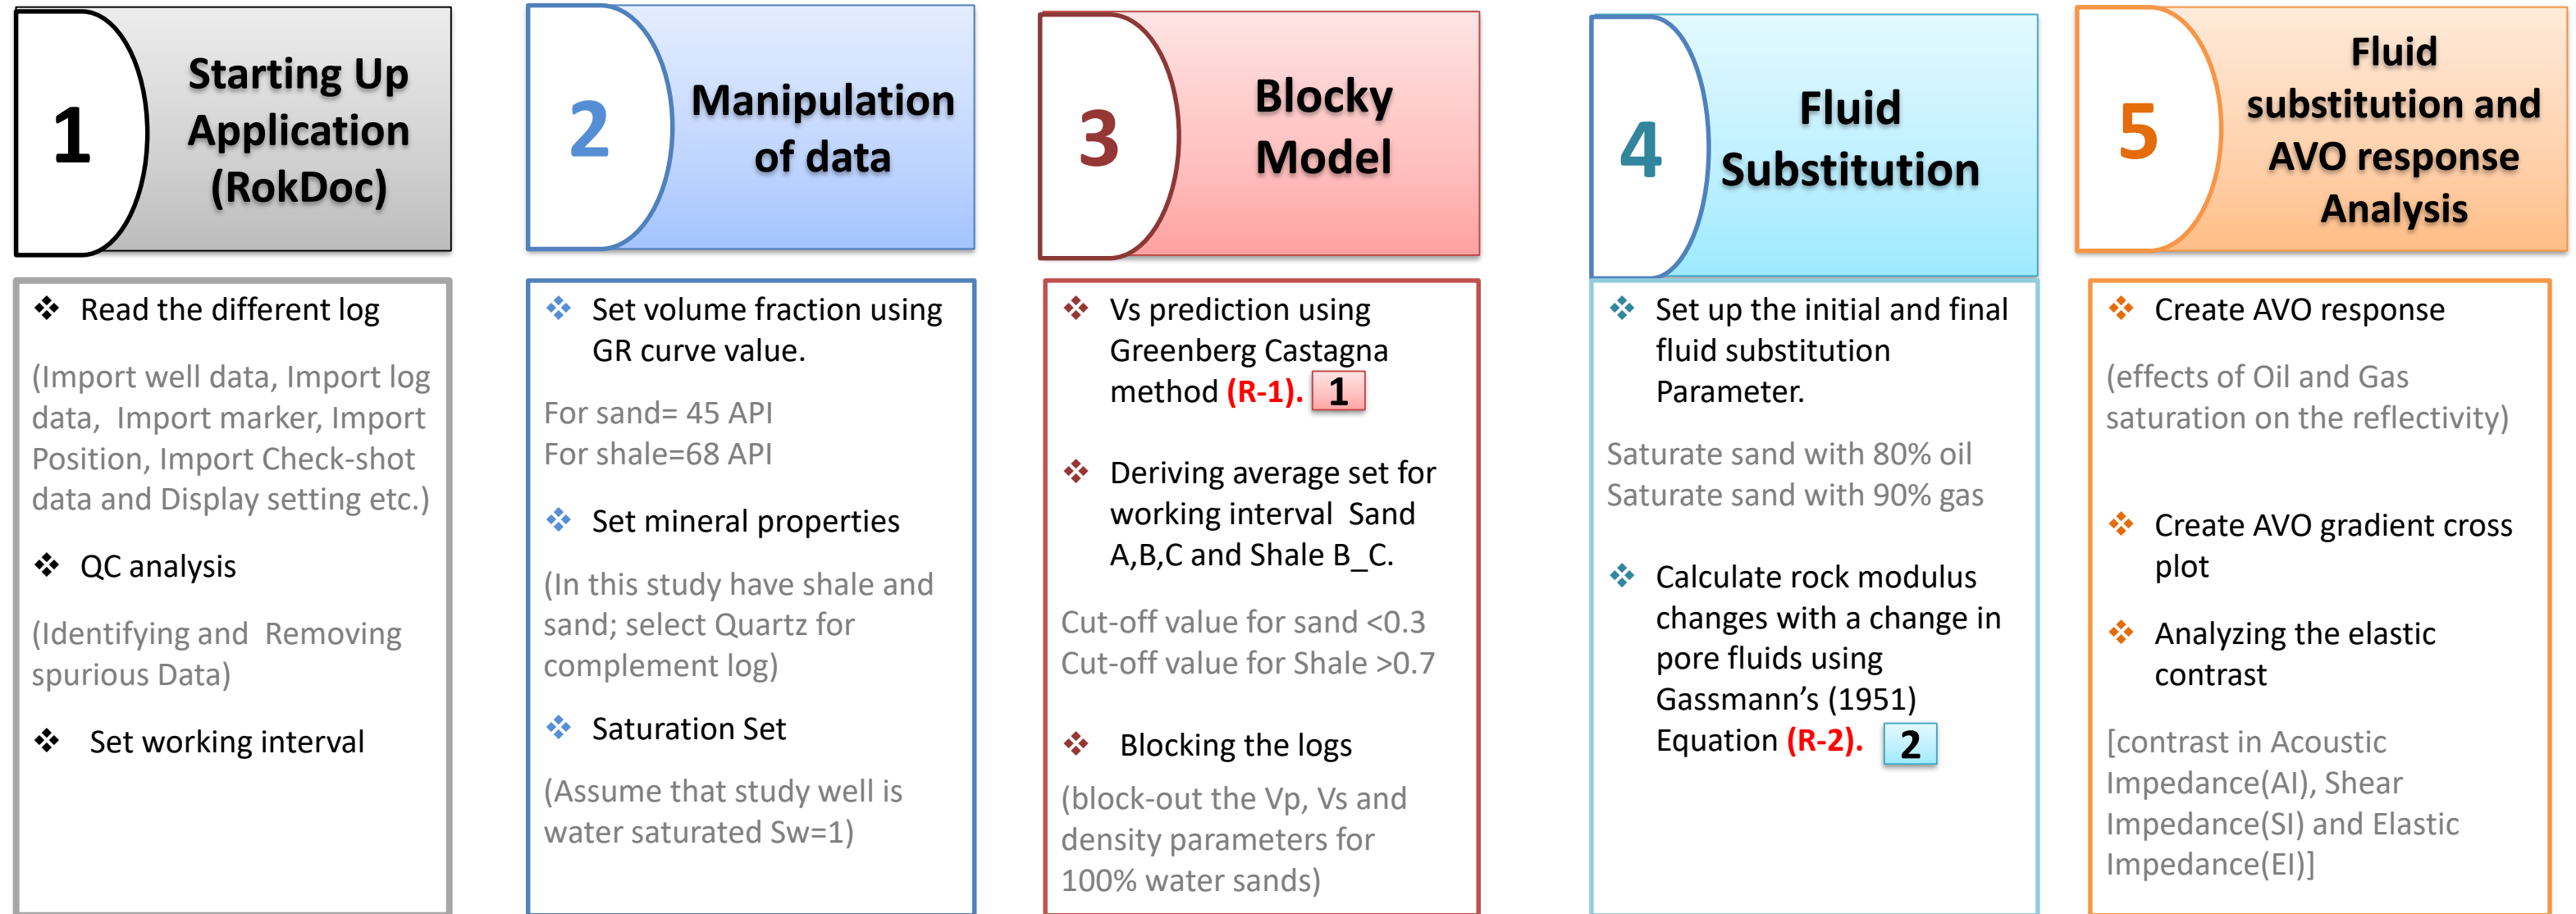 1
Starting Up
Application
(RokDoc)
❖ Read the different log
(Import well data, Import log
data, Import marker, Import
Position, Import Check-shot
data and Display setting etc.)
❖ QC analysis
(Identifying and Removing
spurious Data)
❖ Set working interval
2
Manipulation
of data
❖ Set volume fraction using
GR curve value.
For sand= 45 API
For shale=68 API
❖ Set mineral properties
(In this study have shale and
sand; select Quartz for
complement log)
❖ Saturation Set
(Assume that study well is
water saturated Sw=1)
3
Blocky
Model
❖ Vs prediction using
Greenberg Castagna
method (R-1). 1
❖ Deriving average set for
working interval Sand
A,B,C and Shale B_C.
Cut-off value for sand <0.3
Cut-off value for Shale >0.7
❖ Blocking the logs
(block-out the Vp, Vs and
density parameters for
100% water sands)
4
Fluid
Substitution
❖ Set up the initial and final
fluid substitution
Parameter.
Saturate sand with 80% oil
Saturate sand with 90% gas
❖ Calculate rock modulus
changes with a change in
pore fluids using
Gassmann’s (1951)
Equation (R-2). 2
5
Fluid
substitution and
AVO response
Analysis
❖ Create AVO response
(effects of Oil and Gas
saturation on the reflectivity)
❖ Create AVO gradient cross
plot
❖ Analyzing the elastic
contrast
[contrast in Acoustic
Impedance(AI), Shear
Impedance(SI) and Elastic
Impedance(EI)]